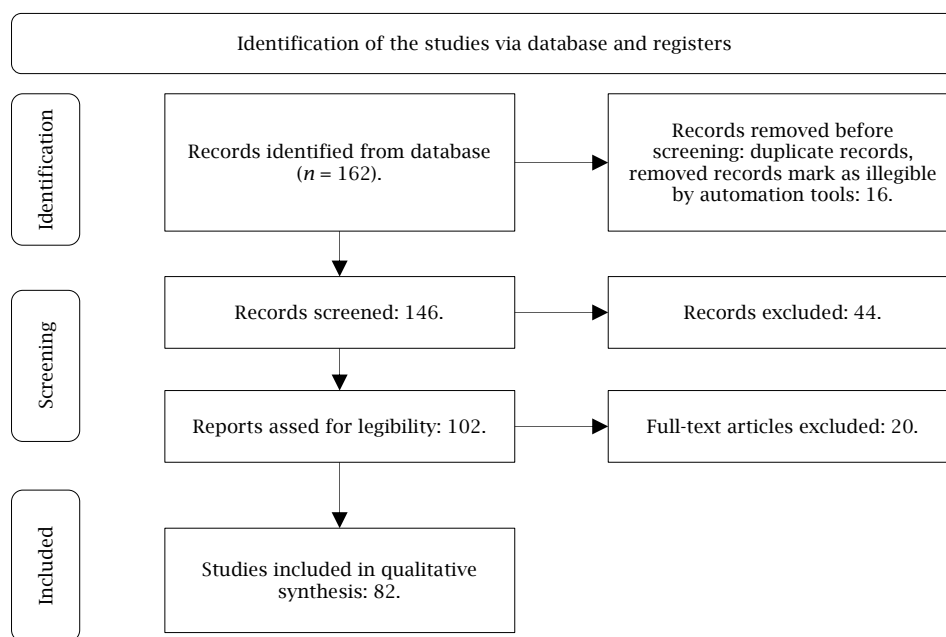 Identification of the studies via database and registers
Identification
Records identified from database
(n = 162).
Records removed before
screening: duplicate records,
removed records mark as illegible
by automation tools: 16.
Screening
Records screened: 146.
Records excluded: 44.
Reports assed for legibility: 102.
Full-text articles excluded: 20.
Included
Studies included in qualitative
synthesis: 82.